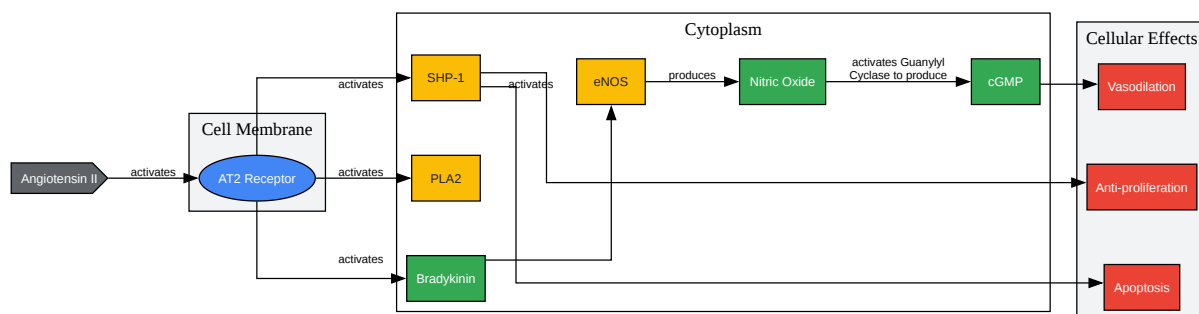 Cytoplasm
Cellular Effects
SHP-1
activates
activates
eNOS
produces
Nitric Oxide
activates Guanylyl
Cyclase to produce
cGMP
Vasodilation
Cell Membrane
Angiotensin II
activates
AT2 Receptor
activates
PLA2
Anti-proliferation
activates
Bradykinin
Apoptosis